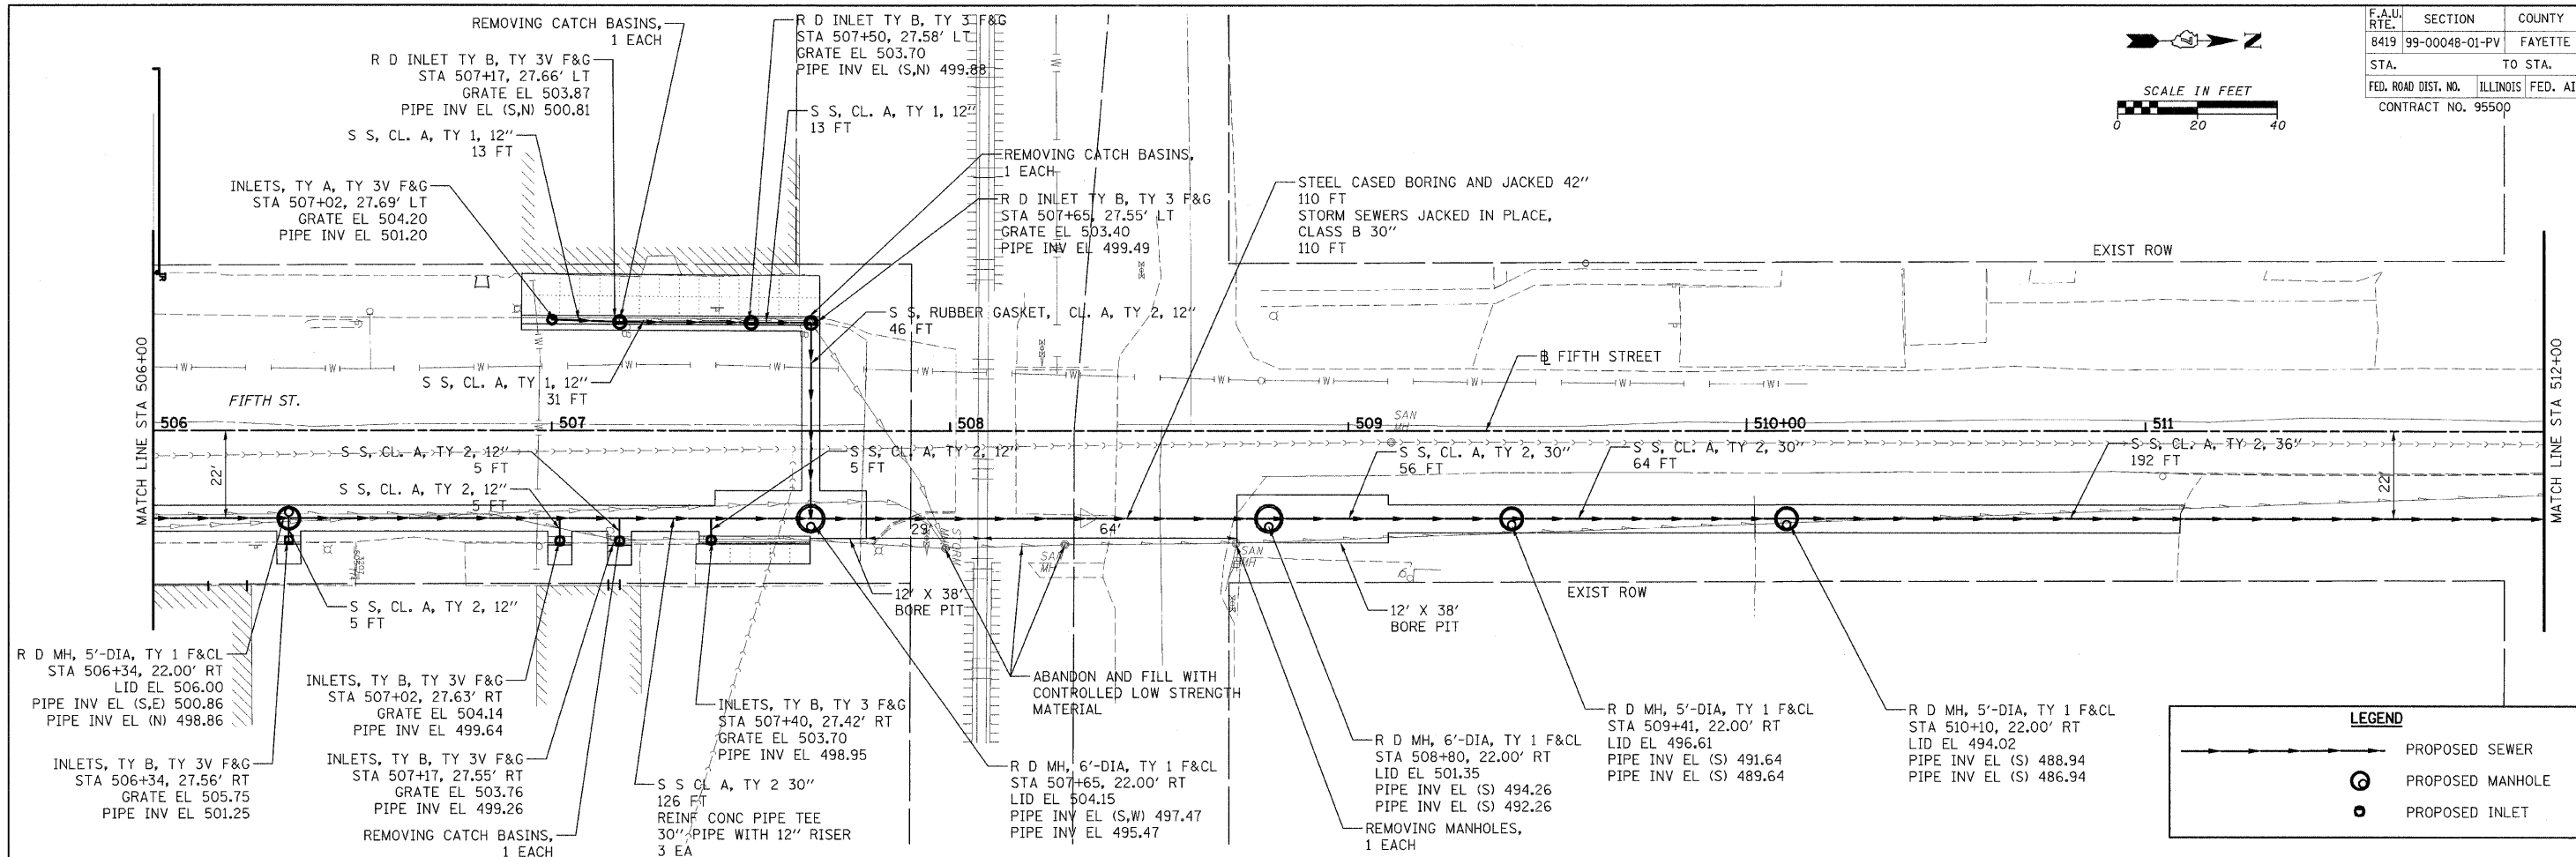 REMOVING CATCH BASINS,
1 EACH
R D INLET TY B, TY 3V F&G
STA 507+17, 27.66' LT
GRATE EL 503.87
PIPE INV EL (S,N) 500.81
S S, CL. A, TY 1, 12"
13 FT
INLETS, TY A, TY 3V F&G
STA 507+02, 27.69' LT
GRATE EL 504.20
PIPE INV EL 501.20
R D INLET TY B, TY 3 F&G
STA 507+50, 27.58' LT
GRATE EL 503.70
PIPE INV EL (S,N) 499.88
S S, CL. A, TY 1, 12"
13 FT
REMOVING CATCH BASINS,
1 EACH
R D INLET TY B, TY 3 F&G
STA 507+65, 27.55' LT
GRATE EL 503.40
PIPE INV EL 499.49
STEEL CASED BORING AND JACKED 42"
110 FT
STORM SEWERS JACKED IN PLACE,
CLASS B 30"
110 FT
N
SCALE IN FEET
0 20 40
F.A.U. RTE. SECTION COUNTY
8419 99-00048-01-PV FAYETTE
STA. TO STA.
FED. ROAD DIST. NO. ILLINOIS FED. AI
CONTRACT NO. 95500
EXIST ROW
S S, RUBBER GASKET, CL. A, TY 2, 12"
46 FT
℄ FIFTH STREET
S S, CL. A, TY 1, 12"
31 FT
FIFTH ST.
MATCH LINE STA 506+00
MATCH LINE STA 512+00
506 507 508 509 510+00 511
SAN
MH
22'
S S, CL. A, TY 2, 12"
5 FT
S S, CL. A, TY 2, 12"
5 FT
S S, CL. A, TY 2, 12"
5 FT
S S, CL. A, TY 2, 30"
56 FT
S S, CL. A, TY 2, 30"
64 FT
S S, CL. A, TY 2, 36"
192 FT
22'
29'
64'
STORM
SAN
MH
SAN
MH
S S, CL. A, TY 2, 12"
5 FT
12' X 38'
BORE PIT
12' X 38'
BORE PIT
EXIST ROW
R D MH, 5'-DIA, TY 1 F&CL
STA 506+34, 22.00' RT
LID EL 506.00
PIPE INV EL (S,E) 500.86
PIPE INV EL (N) 498.86
INLETS, TY B, TY 3V F&G
STA 506+34, 27.56' RT
GRATE EL 505.75
PIPE INV EL 501.25
INLETS, TY B, TY 3V F&G
STA 507+02, 27.63' RT
GRATE EL 504.14
PIPE INV EL 499.64
INLETS, TY B, TY 3V F&G
STA 507+17, 27.55' RT
GRATE EL 503.76
PIPE INV EL 499.26
REMOVING CATCH BASINS,
1 EACH
S S CL A, TY 2 30"
126 FT
REINF CONC PIPE TEE
30" PIPE WITH 12" RISER
3 EA
INLETS, TY B, TY 3 F&G
STA 507+40, 27.42' RT
GRATE EL 503.70
PIPE INV EL 498.95
R D MH, 6'-DIA, TY 1 F&CL
STA 507+65, 22.00' RT
LID EL 504.15
PIPE INV EL (S,W) 497.47
PIPE INV EL 495.47
ABANDON AND FILL WITH
CONTROLLED LOW STRENGTH
MATERIAL
R D MH, 6'-DIA, TY 1 F&CL
STA 508+80, 22.00' RT
LID EL 501.35
PIPE INV EL (S) 494.26
PIPE INV EL (S) 492.26
REMOVING MANHOLES,
1 EACH
R D MH, 5'-DIA, TY 1 F&CL
STA 509+41, 22.00' RT
LID EL 496.61
PIPE INV EL (S) 491.64
PIPE INV EL (S) 489.64
R D MH, 5'-DIA, TY 1 F&CL
STA 510+10, 22.00' RT
LID EL 494.02
PIPE INV EL (S) 488.94
PIPE INV EL (S) 486.94
LEGEND
PROPOSED SEWER
PROPOSED MANHOLE
PROPOSED INLET